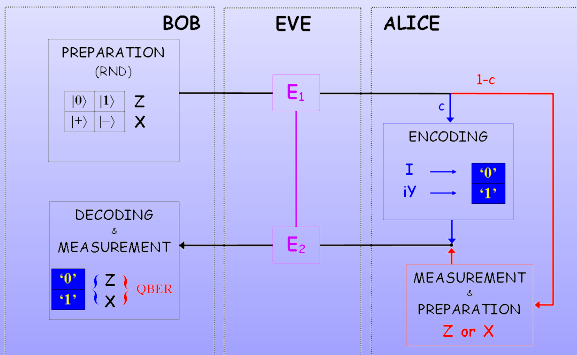 BOB
EVE
ALICE
PREPARATION
(RND)
|0⟩ |1⟩ Z
|+⟩ |−⟩ X
E1
1-c
c
ENCODING
I '0'
iY '1'
DECODING
&
MEASUREMENT
'0' { Z }
'1' { X }
QBER
E2
MEASUREMENT
&
PREPARATION
Z or X